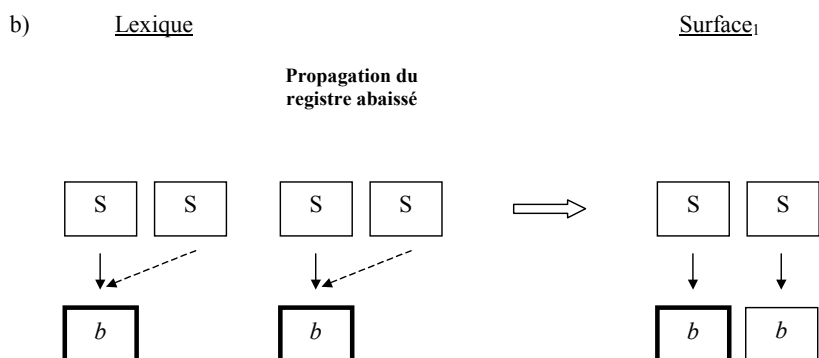 b) Lexique Surface1
Propagation du
registre abaissé
S S S S S S
b b b b